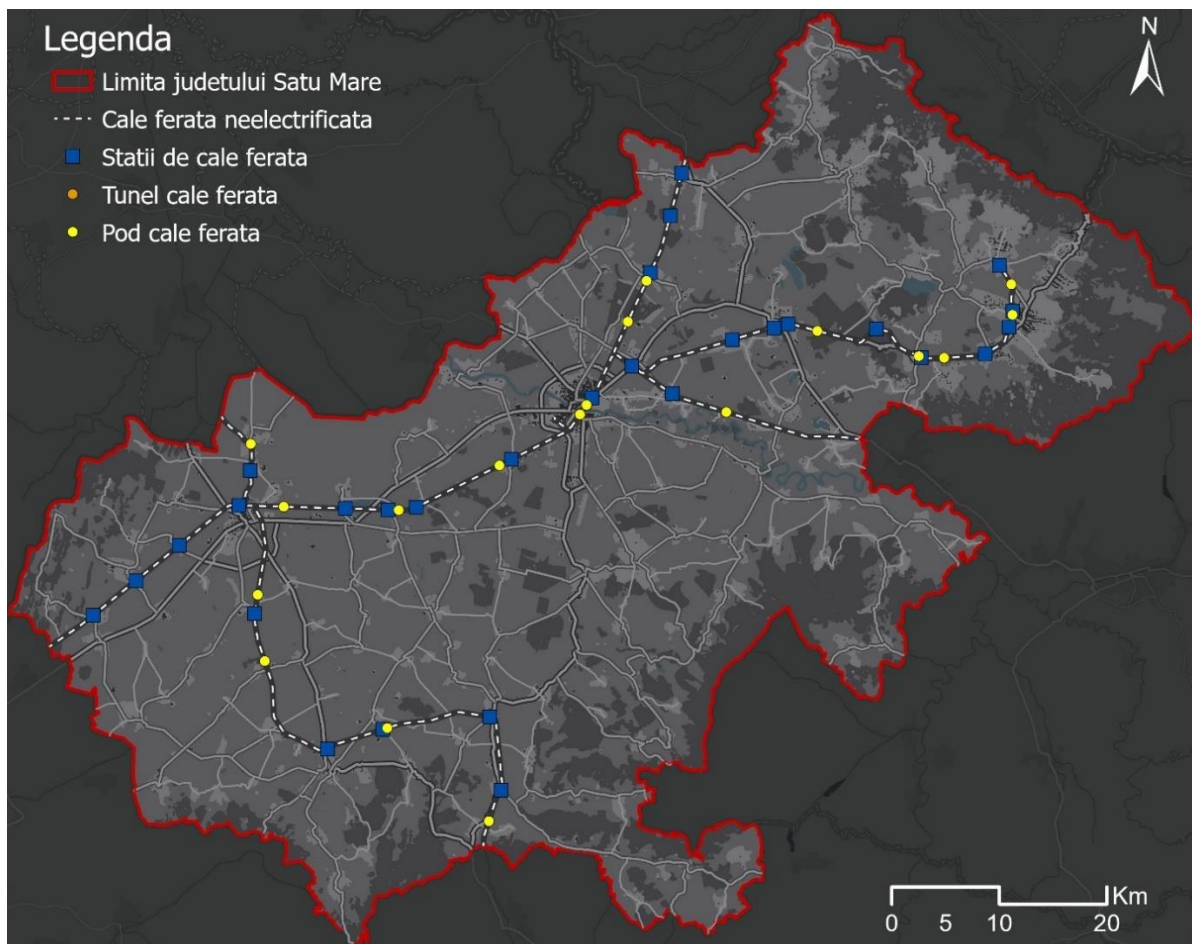 Legenda
Limita judetului Satu Mare
Cale ferata neelectrificata
Statii de cale ferata
Tunel cale ferata
Pod cale ferata
N
Km
0 5 10 20